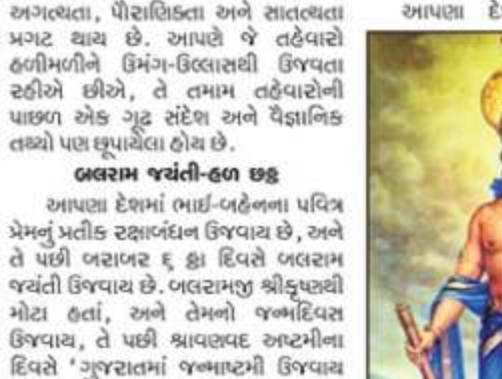 અગત્યતા, પૌરાણિક્તા અને સાતત્યતા
પ્રગટ થાય છે. આપણે જે તહેવારો
હળીમળીને ઉમંગ-ઉલ્લાસથી ઉજવતા
રહીએ છીએ, તે તમામ તહેવારોની
પાછળ એક ગૂઢ સંદેશ અને વૈજ્ઞાનિક
તથ્યો પણ છૂપાયેલા હોય છે.
બલરામ જયંતી-હળ છઠ્ઠ
આપણા દેશમાં ભાઈ-બહેનના પવિત્ર
પ્રેમનું પ્રતીક રક્ષાબંધન ઉજવાય છે, અને
તે પછી બરાબર ૬ ઠ્ઠા દિવસે બલરામ
જયંતી ઉજવાય છે. બલરામજી શ્રીકૃષ્ણથી
મોટા હતાં, અને તેમનો જન્મદિવસ
ઉજવાય, તે પછી શ્રાવણવદ અષ્ટમીના
દિવસે 'ગુજરાતમાં જન્માષ્ટમી ઉજવાય
આપણા